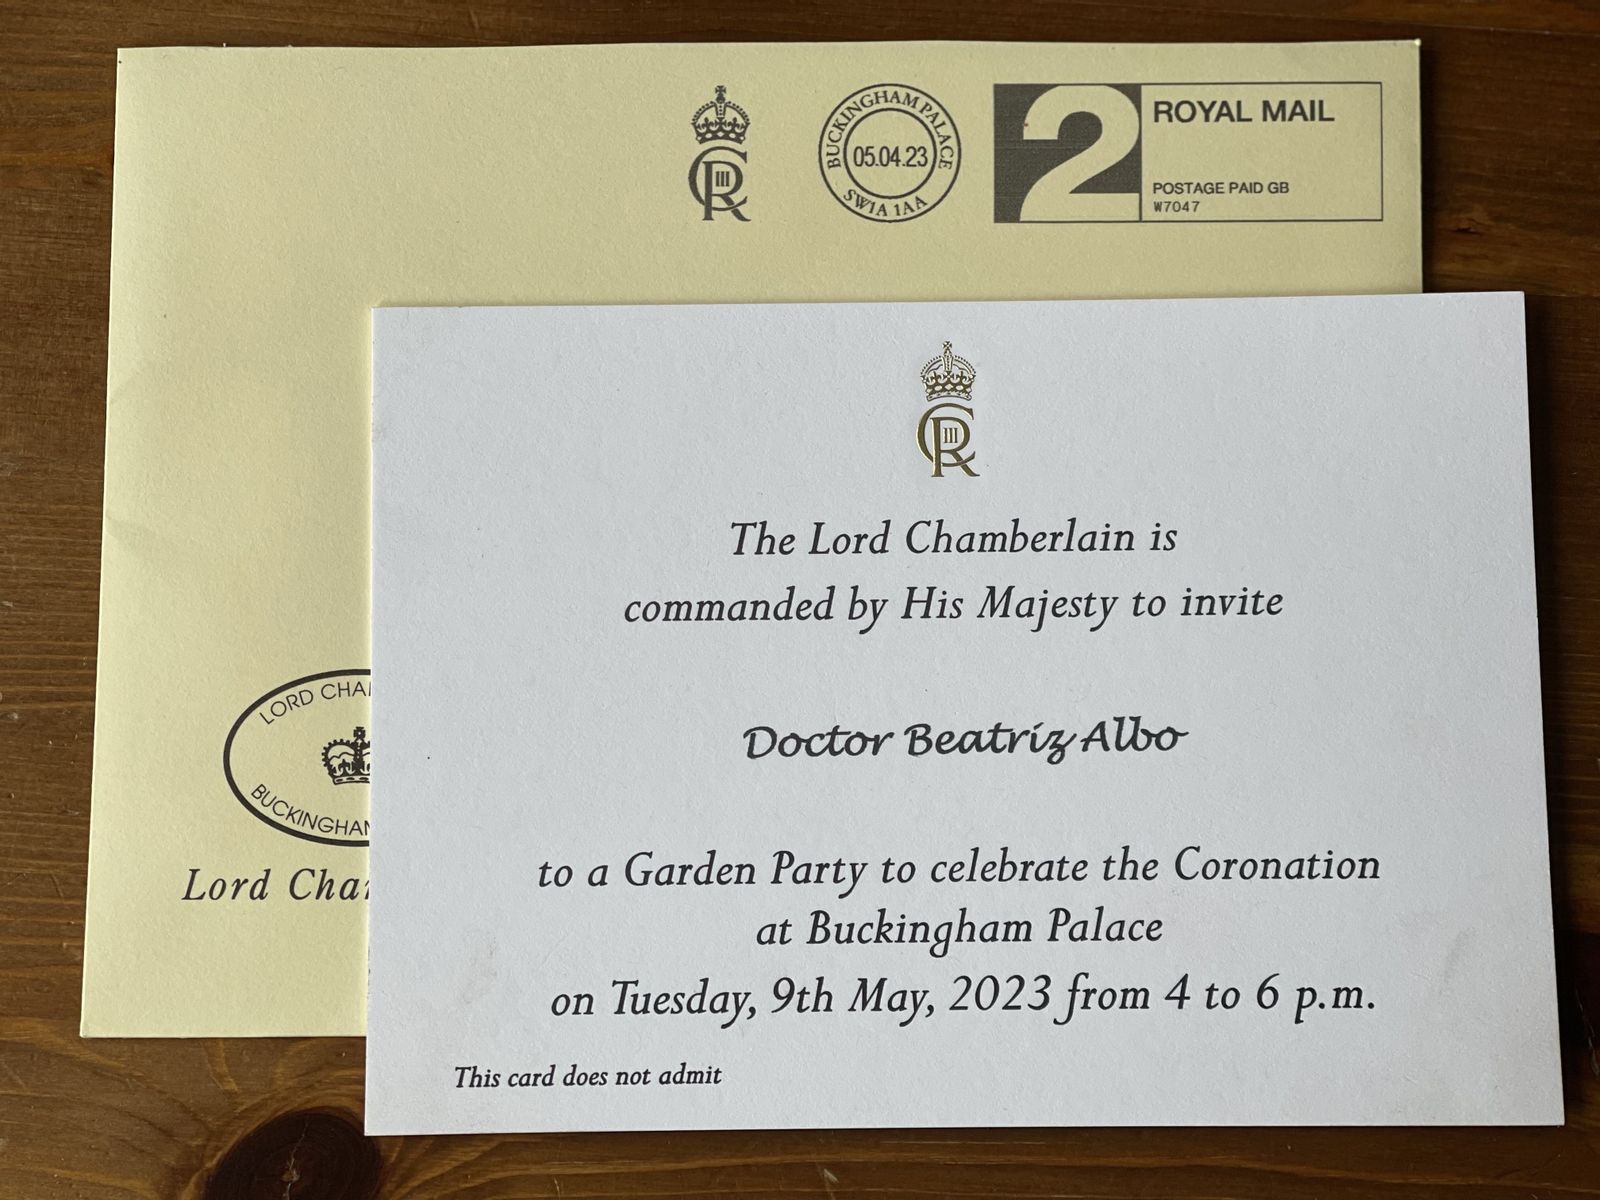 CR III
BUCKINGHAM PALACE
05.04.23
SW1A 1AA
2
ROYAL MAIL
POSTAGE PAID GB
W7047
CR III
The Lord Chamberlain is
commanded by His Majesty to invite
Doctor Beatriz Albo
to a Garden Party to celebrate the Coronation
at Buckingham Palace
on Tuesday, 9th May, 2023 from 4 to 6 p.m.
This card does not admit
LORD CHA
BUCKINGHA
Lord Cha